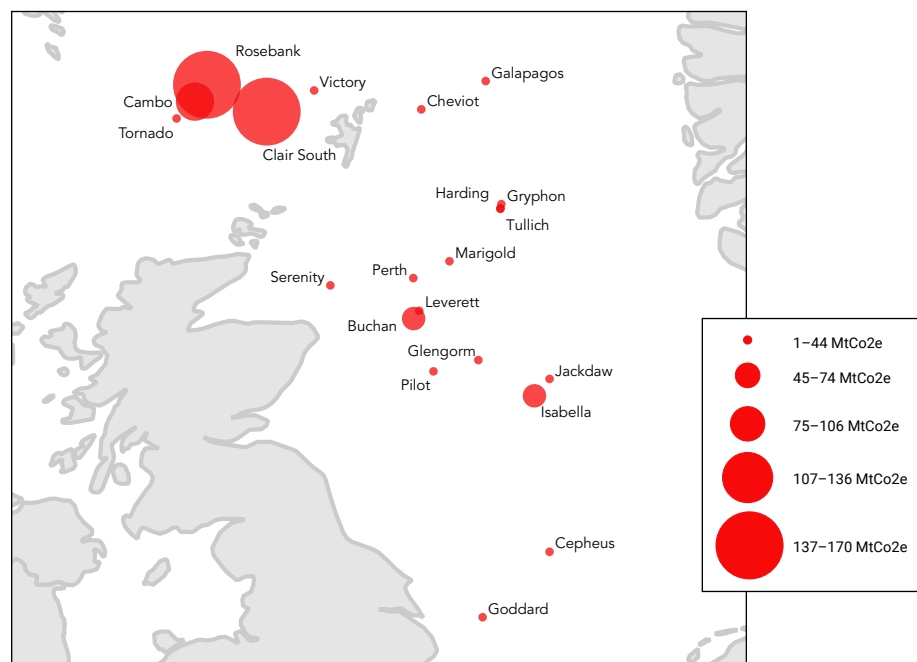 Rosebank
Galapagos
Victory
Cambo
Cheviot
Tornado
Clair South
Harding
Gryphon
Tullich
Marigold
Perth
Serenity
Leverett
Buchan
Glengorm
Jackdaw
Pilot
Isabella
Cepheus
Goddard
1–44 MtCo2e
45–74 MtCo2e
75–106 MtCo2e
107–136 MtCo2e
137–170 MtCo2e